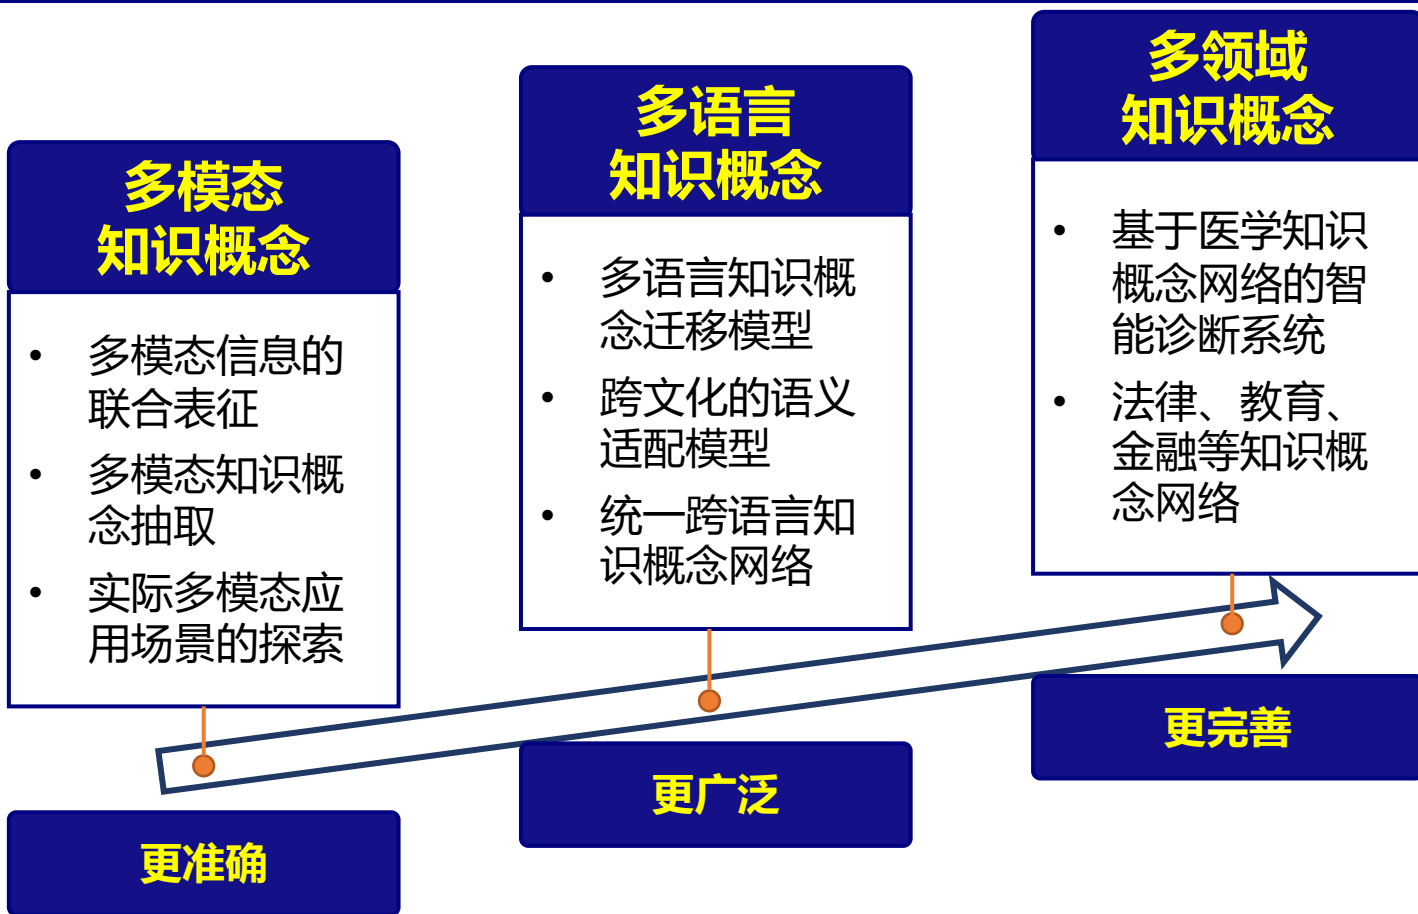 多模态
知识概念
多模态信息的
联合表征
多模态知识概
念抽取
实际多模态应
用场景的探索
更准确
多语言
知识概念
多语言知识概
念迁移模型
跨文化的语义
适配模型
统一跨语言知
识概念网络
更广泛
多领域
知识概念
基于医学知识
概念网络的智
能诊断系统
法律、教育、
金融等知识概
念网络
更完善